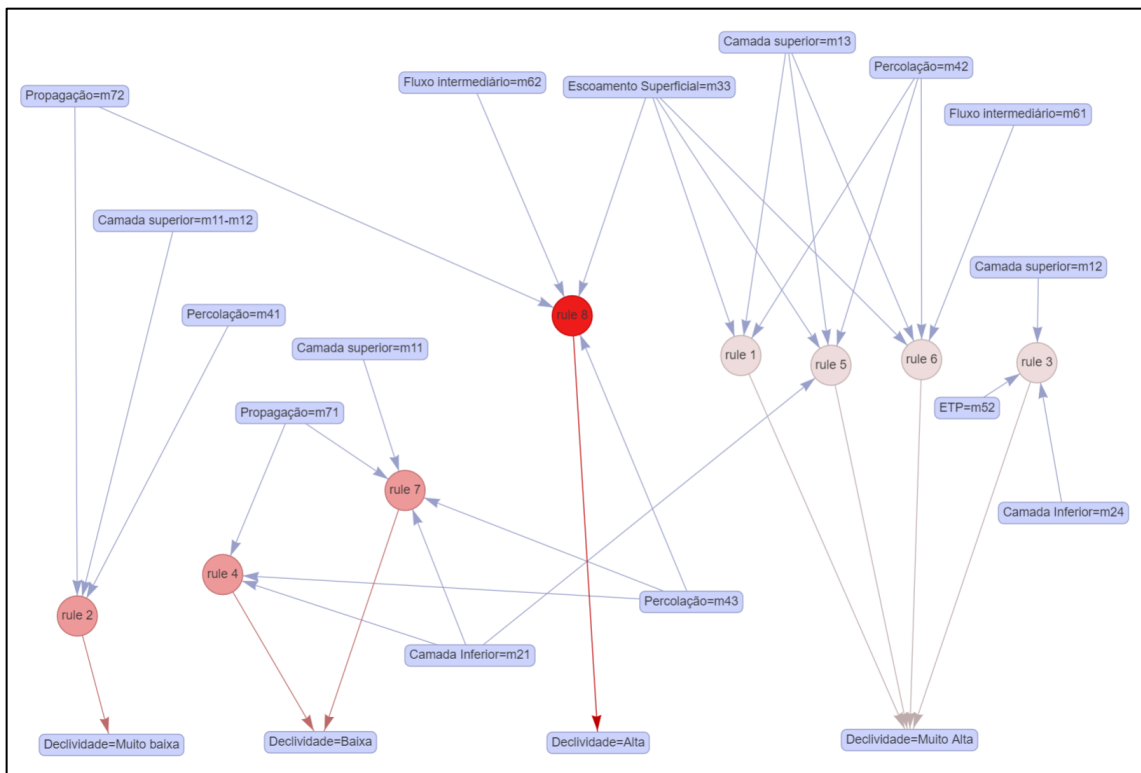 Camada superior=m13
Percolação=m42
Fluxo intermediário=m62
Escoamento Superficial=m33
Propagação=m72
Fluxo intermediário=m61
Camada superior=m11-m12
Camada superior=m12
Percolação=m41
rule 8
Camada superior=m11
rule 1
rule 5
rule 6
rule 3
Propagação=m71
ETP=m52
rule 7
Camada Inferior=m24
rule 4
Percolação=m43
rule 2
Camada Inferior=m21
Declividade=Muito baixa
Declividade=Baixa
Declividade=Alta
Declividade=Muito Alta